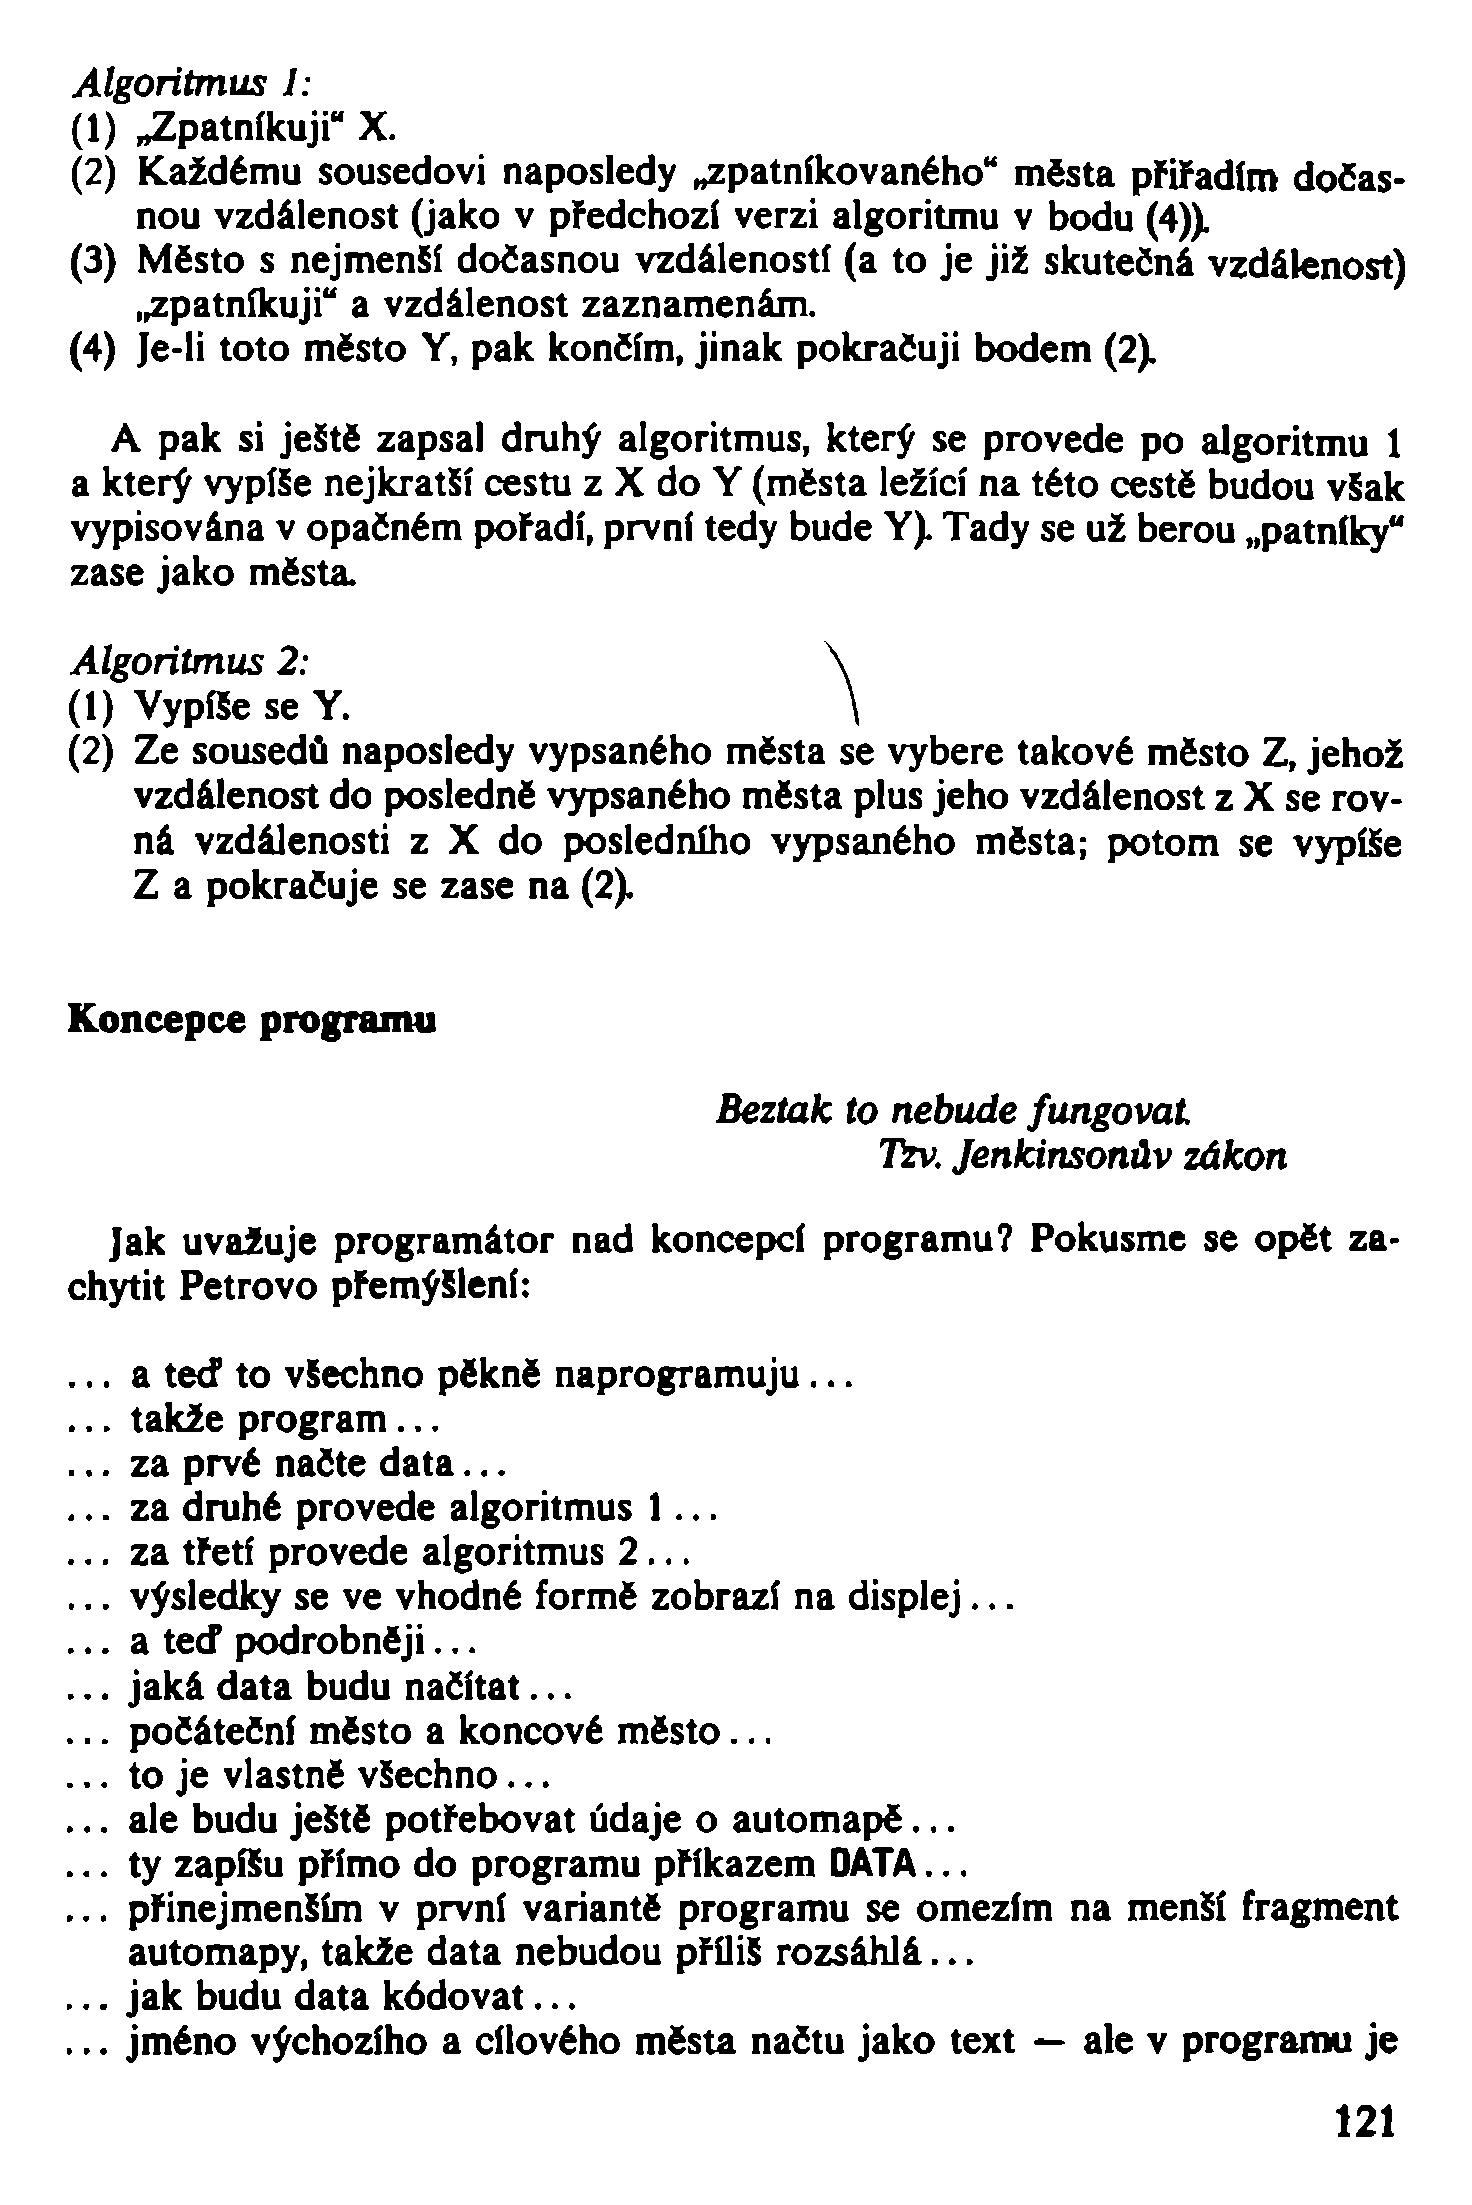 Algoritmus 1:
(1) „Zpatníkuji“ X.
(2) Každému sousedovi naposledy „zpatníkovaného“ města přiřadím dočas-
nou vzdálenost (jako v předchozí verzi algoritmu v bodu (4)).
(3) Město s nejmenší dočasnou vzdáleností (a to je již skutečná vzdálenost)
„zpatníkuji“ a vzdálenost zaznamenám.
(4) Je-li toto město Y, pak končím, jinak pokračuji bodem (2).
A pak si ještě zapsal druhý algoritmus, který se provede po algoritmu 1
a který vypíše nejkratší cestu z X do Y (města ležící na této cestě budou však
vypisována v opačném pořadí, první tedy bude Y). Tady se už berou „patníky“
zase jako města.
Algoritmus 2:
(1) Vypíše se Y.
(2) Ze sousedů naposledy vypsaného města se vybere takové město Z, jehož
vzdálenost do posledně vypsaného města plus jeho vzdálenost z X se rov-
ná vzdálenosti z X do posledního vypsaného města; potom se vypíše
Z a pokračuje se zase na (2).
Koncepce programu
Beztak to nebude fungovat.
Tzv. Jenkinsonův zákon
Jak uvažuje programátor nad koncepcí programu? Pokusme se opět za-
chytit Petrovo přemýšlení:
... a teď to všechno pěkně naprogramuju...
... takže program...
... za prvé načte data...
... za druhé provede algoritmus 1...
... za třetí provede algoritmus 2...
... výsledky se ve vhodné formě zobrazí na displej...
... a teď podrobněji...
... jaká data budu načítat...
... počáteční město a koncové město...
... to je vlastně všechno...
... ale budu ještě potřebovat údaje o automapě...
... ty zapíšu přímo do programu příkazem DATA...
... přinejmenším v první variantě programu se omezím na menší fragment
automapy, takže data nebudou příliš rozsáhlá...
... jak budu data kódovat...
... jméno výchozího a cílového města načtu jako text — ale v programu je
121